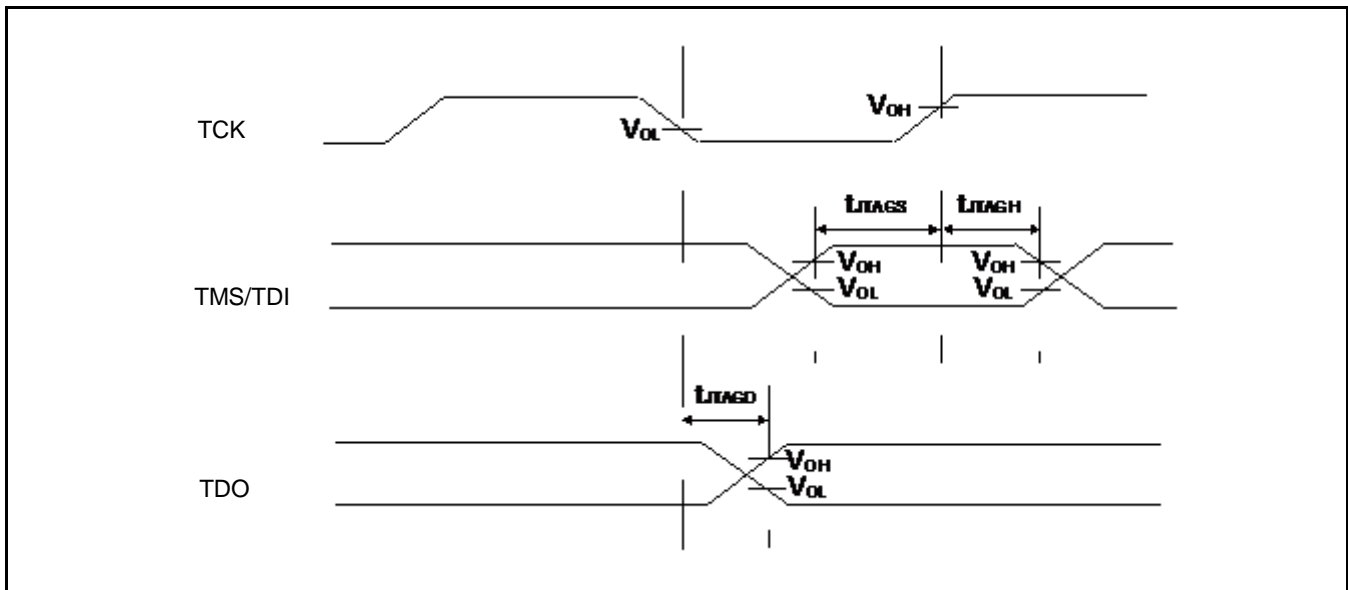 TCK
VOL
VOH
tJTAGS
tJTAGH
TMS/TDI
VOH
VOL
VOH
VOL
tJTAGD
TDO
VOH
VOL